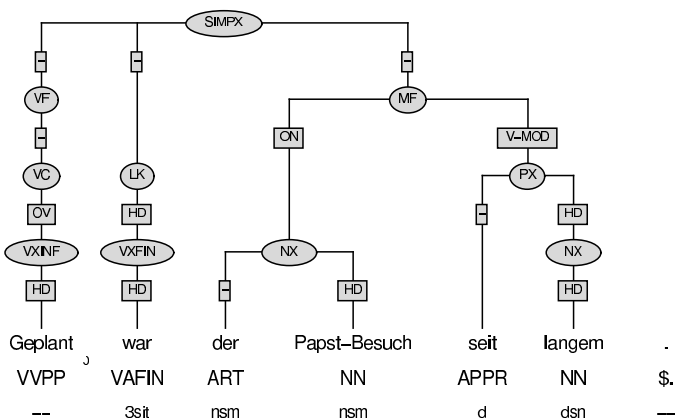 SIMPX
– – –
VF MF
– ON V–MOD
VC LK PX
OV HD – HD
VXINF VXFIN NX NX
HD HD – HD HD
Geplant war der Papst–Besuch seit langem .
VVPP VAFIN ART NN APPR NN $.
–– 3sit nsm nsm d dsn ––